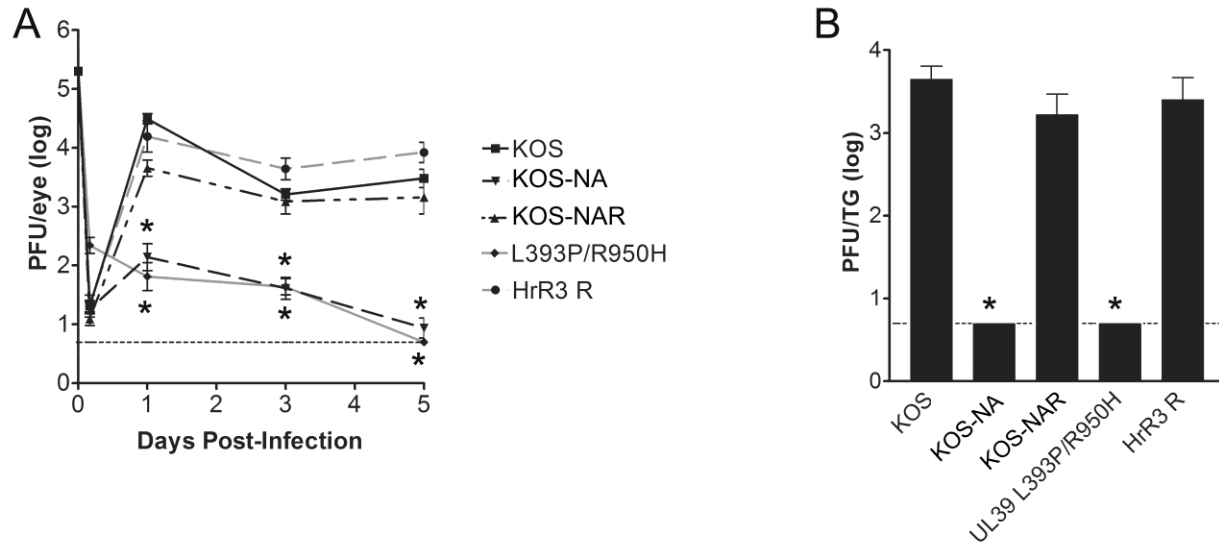 A
PFU/eye (log)
6
5
4
3
2
1
0
*
*
*
*
*
*
0
1
2
3
4
5
Days Post-Infection
KOS
KOS-NA
KOS-NAR
L393P/R950H
HrR3 R
B
PFU/TG (log)
4
3
1
0
*
*
KOS
KOS-NA
KOS-NAR
UL39 L393P/R950H
HrR3 R